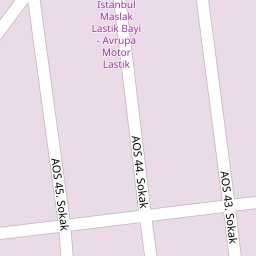 İstanbul
Maslak
Lastik Bayi
- Avrupa
Motor
Lastik
AOS 44. Sokak
AOS 45. Sokak
AOS 43. Sokak